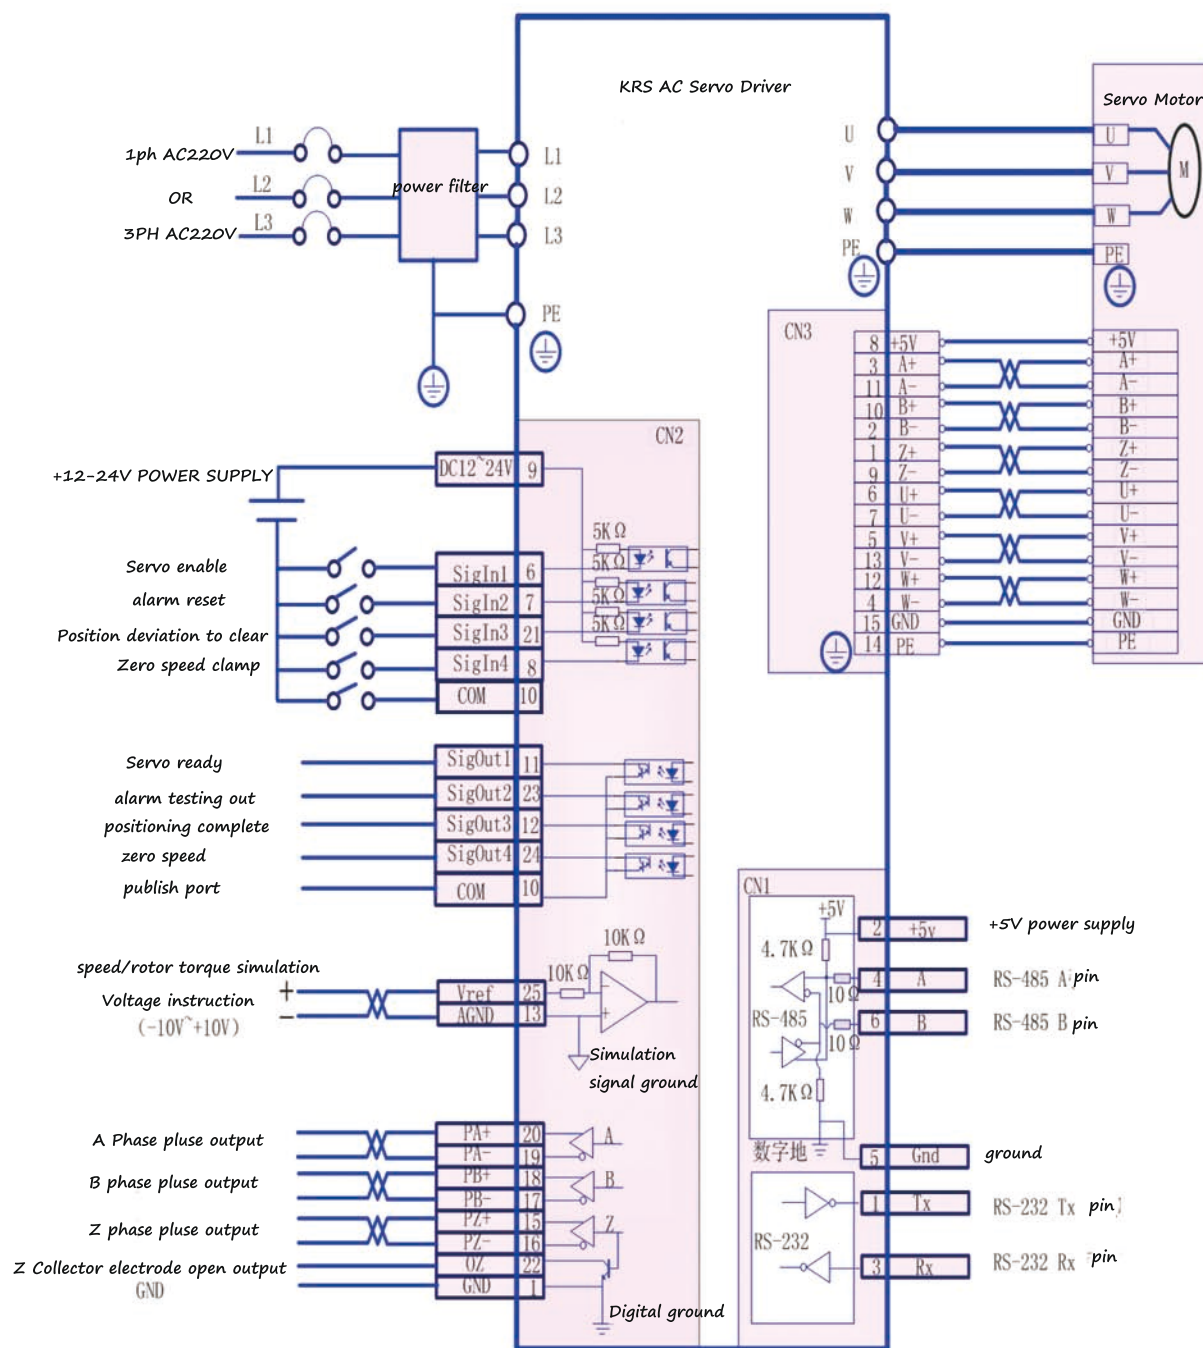 KRS AC Servo Driver
Servo Motor
L1
1ph AC220V
L2
OR
L3
3PH AC220V
power filter
L1
L2
L3
PE
U
V
W
PE
U
V
W
PE
M
CN3
8 +5V
3 A+
11 A-
10 B+
2 B-
1 Z+
9 Z-
6 U+
7 U-
5 V+
13 V-
12 W+
4 W-
15 GND
14 PE
+5V
A+
A-
B+
B-
Z+
Z-
U+
U-
V+
V-
W+
W-
GND
PE
CN2
+12-24V POWER SUPPLY
DC12~24V 9
5KΩ
5KΩ
5KΩ
5KΩ
Servo enable
SigIn1 6
alarm reset
SigIn2 7
Position deviation to clear
SigIn3 21
Zero speed clamp
SigIn4 8
COM 10
Servo ready
SigOut1 11
alarm testing out
SigOut2 23
positioning complete
SigOut3 12
zero speed
SigOut4 24
publish port
COM 10
speed/rotor torque simulation
Voltage instruction
(-10V~+10V)
+
−
Vref 25
AGND 13
10KΩ
10KΩ
-
+
Simulation
signal ground
A Phase pluse output
PA+ 20
PA- 19
A
B phase pluse output
PB+ 18
PB- 17
B
Z phase pluse output
PZ+ 15
PZ- 16
Z
Z Collector electrode open output
OZ 22
GND
GND 1
Digital ground
CN1
+5V
4.7KΩ
10Ω
RS-485
10Ω
4.7KΩ
数字地
RS-232
2 +5v
+5V power supply
4 A
RS-485 A pin
6 B
RS-485 B pin
5 Gnd
ground
1 Tx
RS-232 Tx pin
3 Rx
RS-232 Rx pin